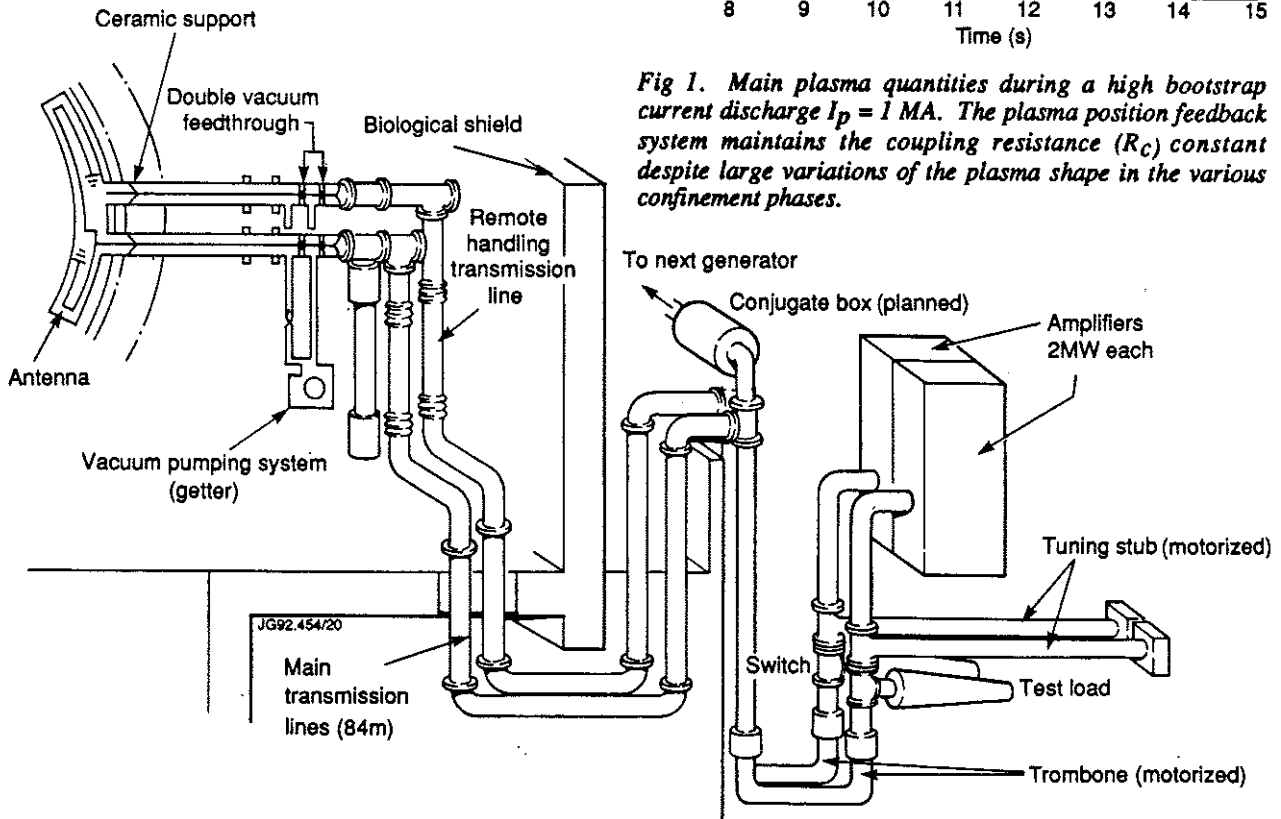 8 9 10 11 12 13 14 15
Time (s)
Fig 1. Main plasma quantities during a high bootstrap
current discharge Ip = 1 MA. The plasma position feedback
system maintains the coupling resistance (RC) constant
despite large variations of the plasma shape in the various
confinement phases.
Ceramic support
Double vacuum
feedthrough
Biological shield
Remote
handling
transmission
line
To next generator
Conjugate box (planned)
Amplifiers
2MW each
Antenna
Vacuum pumping system
(getter)
Tuning stub (motorized)
JG92.454/20
Main
transmission
lines (84m)
Switch
Test load
Trombone (motorized)